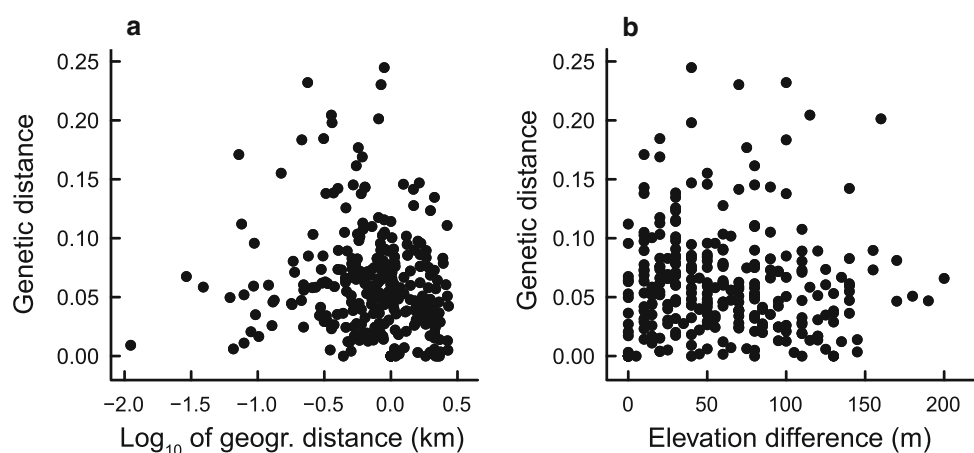 a
b
0.25
0.20
0.15
0.10
0.05
0.00
Genetic distance
−2.0 −1.5 −1.0 −0.5 0.0 0.5
Log10 of geogr. distance (km)
0.25
0.20
0.15
0.10
0.05
0.00
Genetic distance
0 50 100 150 200
Elevation difference (m)